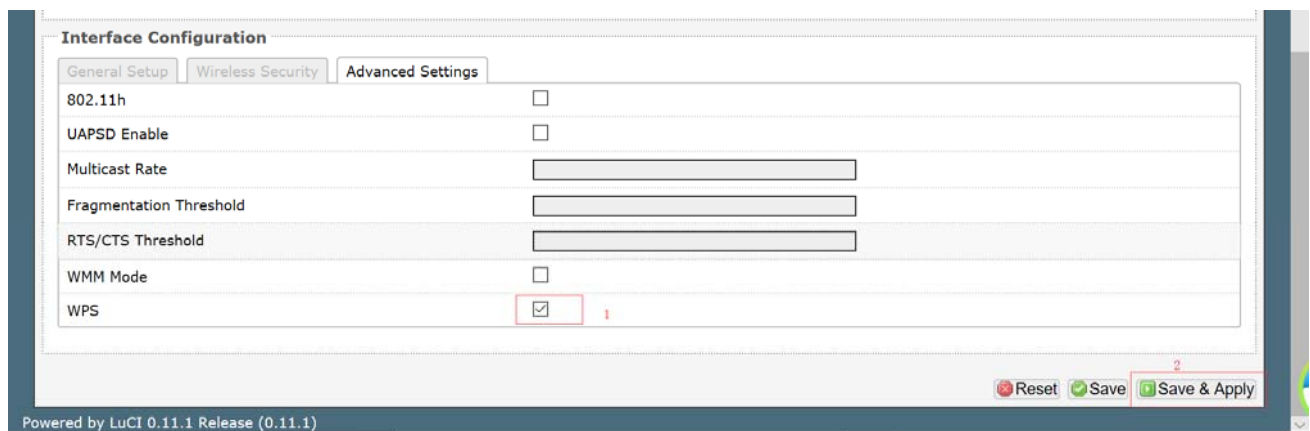 Interface Configuration
General Setup Wireless Security Advanced Settings
802.11h
UAPSD Enable
Multicast Rate
Fragmentation Threshold
RTS/CTS Threshold
WMM Mode
WPS 1
2
Reset Save Save & Apply
Powered by LuCI 0.11.1 Release (0.11.1)